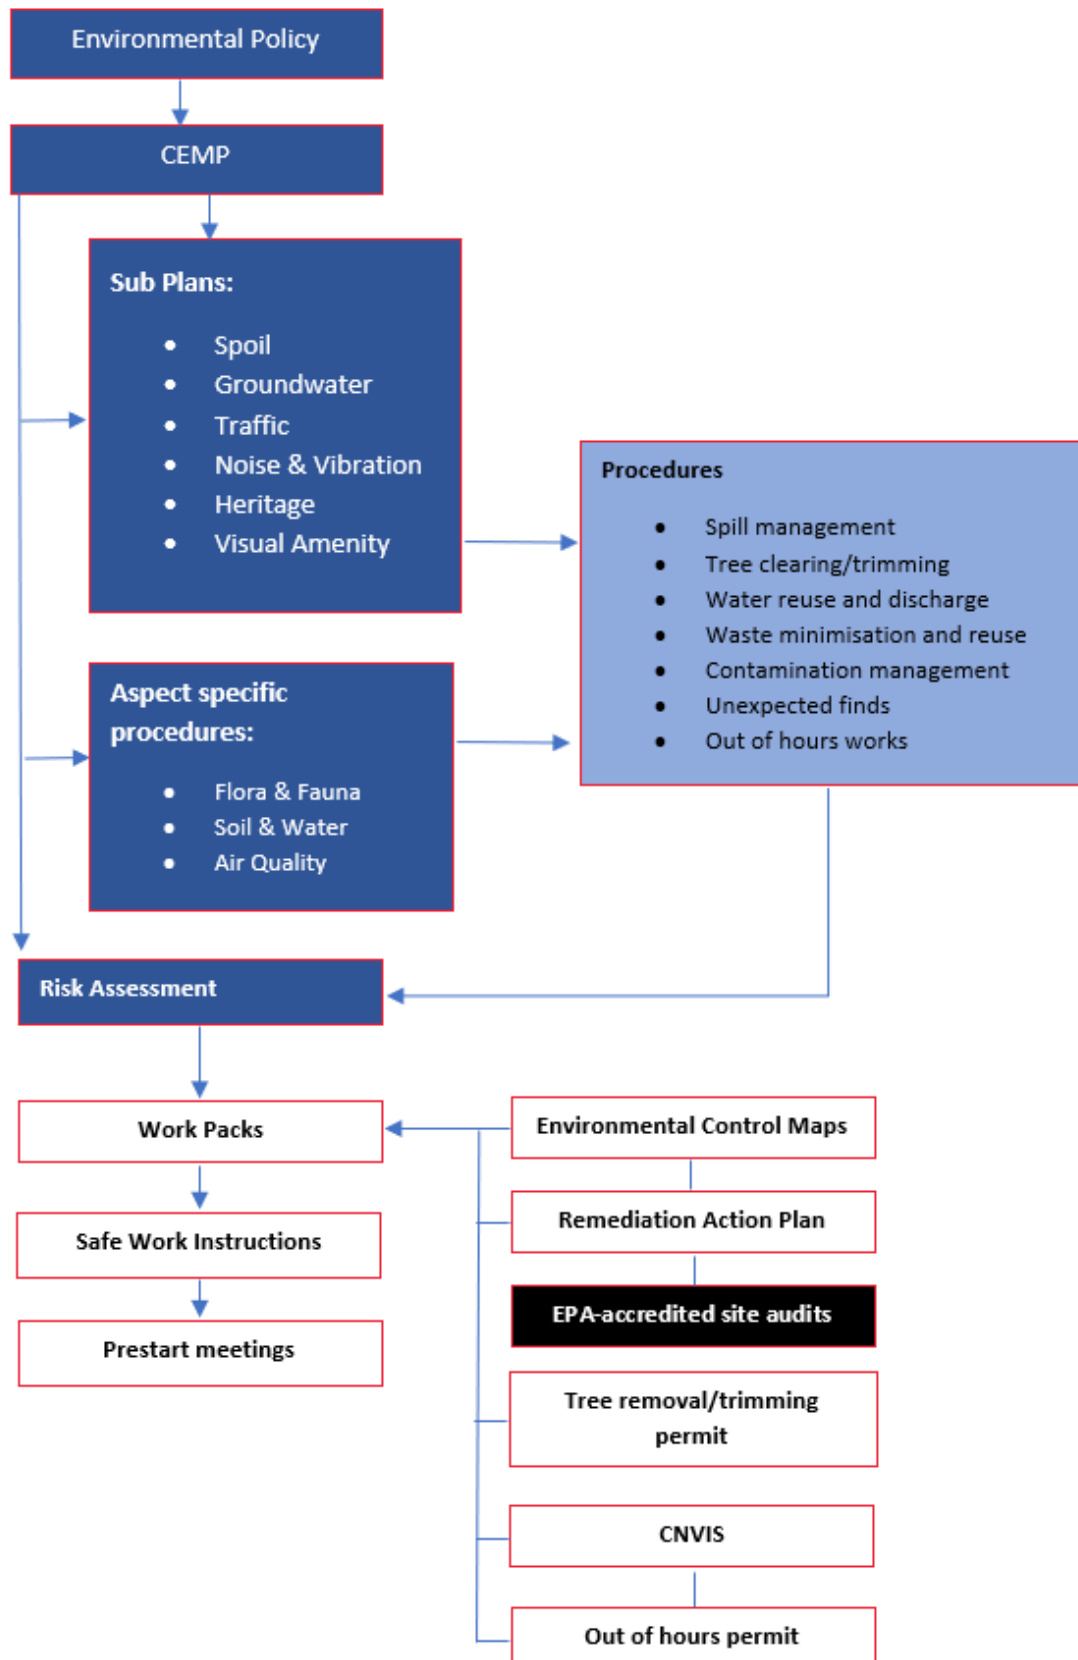 Environmental Policy
CEMP
Sub Plans:
• Spoil
• Groundwater
• Traffic
• Noise & Vibration
• Heritage
• Visual Amenity
Procedures
• Spill management
• Tree clearing/trimming
• Water reuse and discharge
• Waste minimisation and reuse
• Contamination management
• Unexpected finds
• Out of hours works
Aspect specific
procedures:
• Flora & Fauna
• Soil & Water
• Air Quality
Risk Assessment
Work Packs
Safe Work Instructions
Prestart meetings
Environmental Control Maps
Remediation Action Plan
EPA-accredited site audits
Tree removal/trimming
permit
CNVIS
Out of hours permit